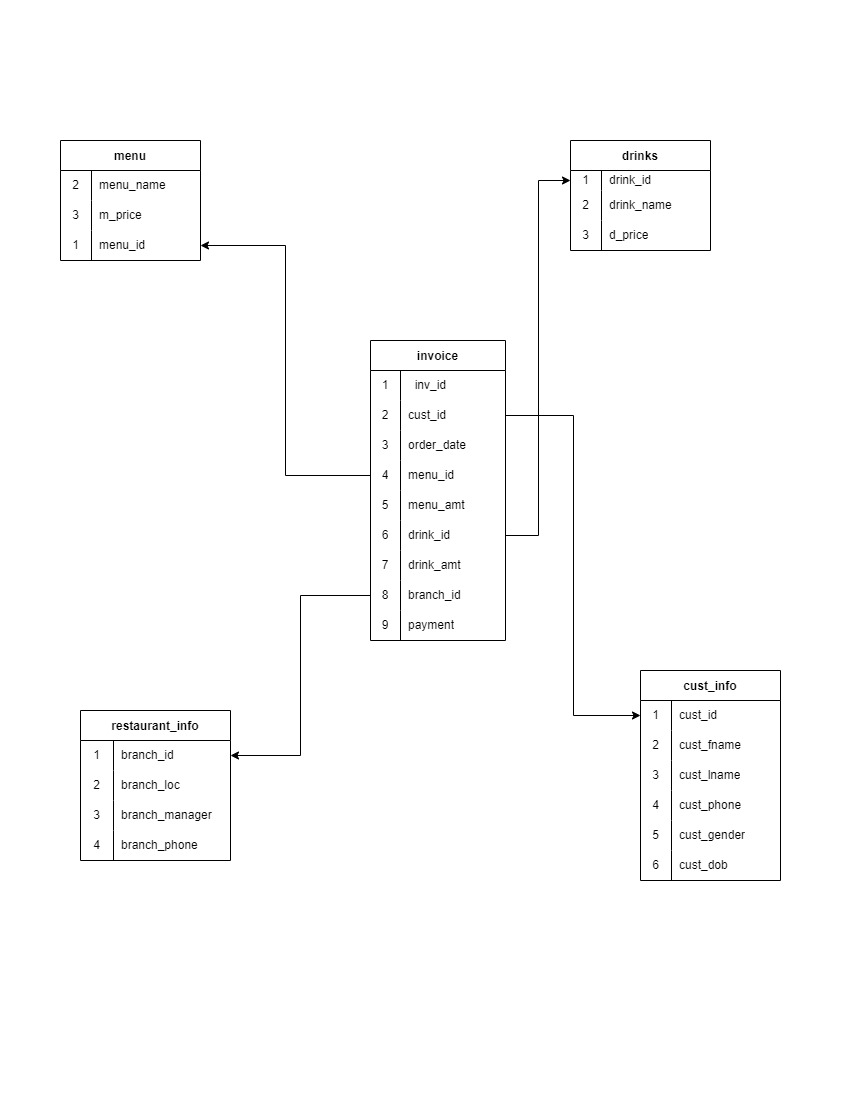 menu
2 menu_name
3 m_price
1 menu_id
drinks
1 drink_id
2 drink_name
3 d_price
invoice
1 inv_id
2 cust_id
3 order_date
4 menu_id
5 menu_amt
6 drink_id
7 drink_amt
8 branch_id
9 payment
restaurant_info
1 branch_id
2 branch_loc
3 branch_manager
4 branch_phone
cust_info
1 cust_id
2 cust_fname
3 cust_lname
4 cust_phone
5 cust_gender
6 cust_dob